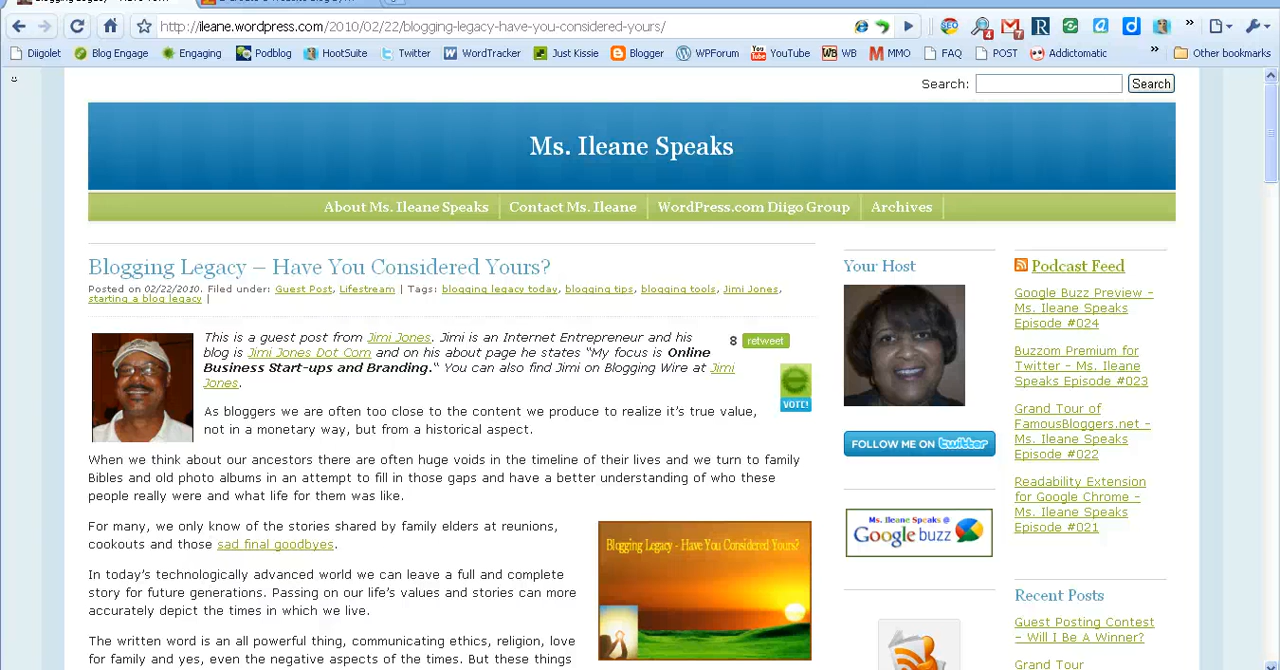 http://ileane.wordpress.com/2010/02/22/blogging-legacy-have-you-considered-yours/
Diigolet Blog Engage Engaging Podblog HootSuite Twitter WordTracker Just Kissie Blogger WPForum YouTube WB MMO FAQ POST Addictomatic » Other bookmarks
Search: Search
Ms. Ileane Speaks
About Ms. Ileane Speaks Contact Ms. Ileane WordPress.com Diigo Group Archives
Blogging Legacy – Have You Considered Yours?
Posted on 02/22/2010. Filed under: Guest Post, Lifestream | Tags: blogging legacy today, blogging tips, blogging tools, Jimi Jones,
starting a blog legacy |
This is a guest post from Jimi Jones. Jimi is an Internet Entrepreneur and his
blog is Jimi Jones Dot Com and on his about page he states "My focus is Online
Business Start-ups and Branding." You can also find Jimi on Blogging Wire at Jimi
Jones.
8 retweet
VOTE!
As bloggers we are often too close to the content we produce to realize it's true value,
not in a monetary way, but from a historical aspect.
When we think about our ancestors there are often huge voids in the timeline of their lives and we turn to family
Bibles and old photo albums in an attempt to fill in those gaps and have a better understanding of who these
people really were and what life for them was like.
For many, we only know of the stories shared by family elders at reunions,
cookouts and those sad final goodbyes.
In today's technologically advanced world we can leave a full and complete
story for future generations. Passing on our life's values and stories can more
accurately depict the times in which we live.
The written word is an all powerful thing, communicating ethics, religion, love
for family and yes, even the negative aspects of the times. But these things
Blogging Legacy - Have You Considered Yours?
Your Host
FOLLOW ME ON twitter
Ms. Ileane Speaks @
Google buzz
Podcast Feed
Google Buzz Preview –
Ms. Ileane Speaks
Episode #024
Buzzom Premium for
Twitter – Ms. Ileane
Speaks Episode #023
Grand Tour of
FamousBloggers.net –
Ms. Ileane Speaks
Episode #022
Readability Extension
for Google Chrome –
Ms. Ileane Speaks
Episode #021
Recent Posts
Guest Posting Contest
– Will I Be A Winner?
Grand Tour